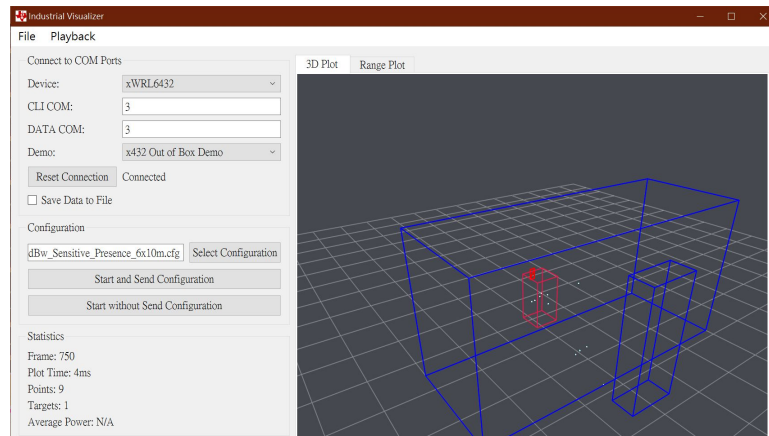 Industrial Visualizer
File Playback
Connect to COM Ports
Device: xWRL6432
CLI COM: 3
DATA COM: 3
Demo: x432 Out of Box Demo
Reset Connection Connected
Save Data to File
Configuration
dBw_Sensitive_Presence_6x10m.cfg Select Configuration
Start and Send Configuration
Start without Send Configuration
Statistics
Frame: 750
Plot Time: 4ms
Points: 9
Targets: 1
Average Power: N/A
3D Plot Range Plot